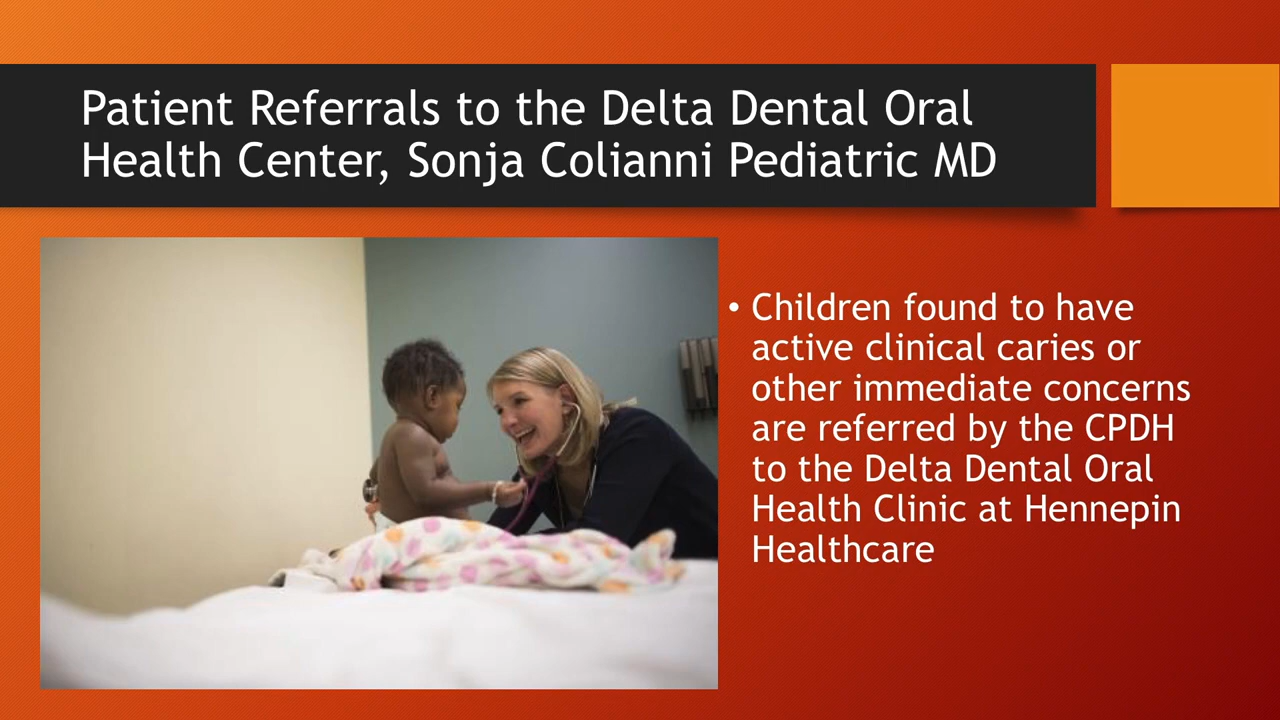 Patient Referrals to the Delta Dental Oral
Health Center, Sonja Colianni Pediatric MD
• Children found to have
active clinical caries or
other immediate concerns
are referred by the CPDH
to the Delta Dental Oral
Health Clinic at Hennepin
Healthcare